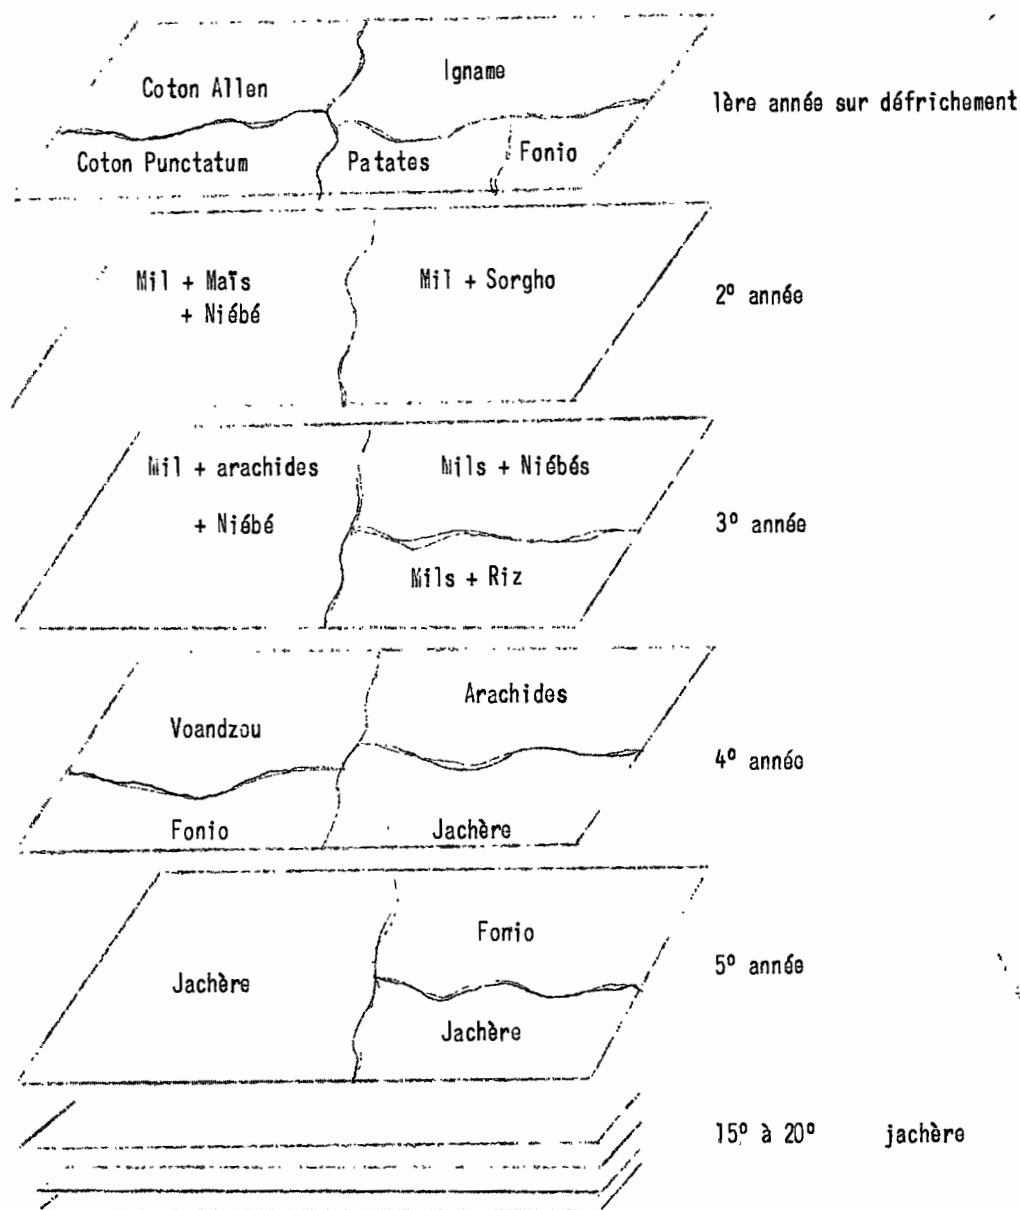 Coton Allen
Igname
1ère année sur défrichement
Coton Punctatum
Patates
Fonio
Mil + Maïs
+ Niébé
Mil + Sorgho
2° année
Mil + arachides
+ Niébé
Mils + Niébés
3° année
Mils + Riz
Voandzou
Arachides
4° année
Fonio
Jachère
Jachère
Fonio
5° année
Jachère
15° à 20° jachère